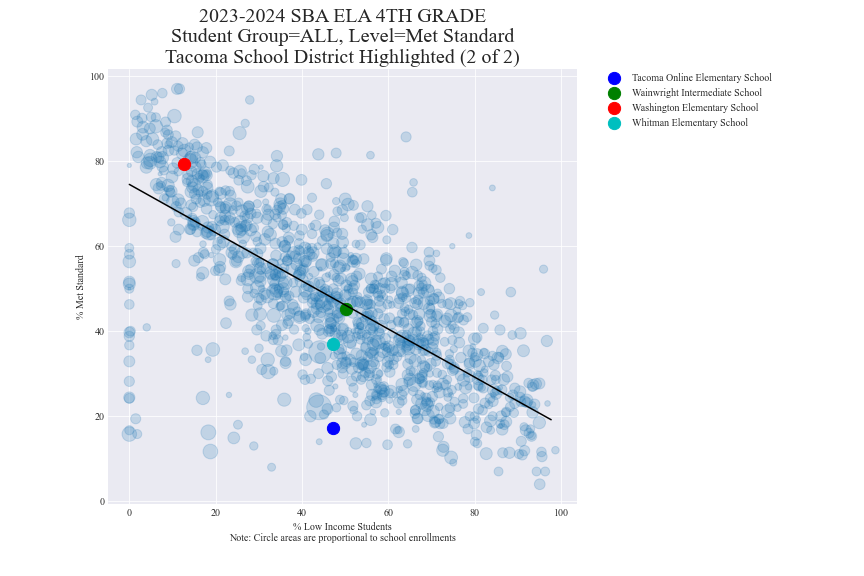 2023-2024 SBA ELA 4TH GRADE
Student Group=ALL, Level=Met Standard
Tacoma School District Highlighted (2 of 2)
100
80
60
40
20
0
% Met Standard
0 20 40 60 80 100
% Low Income Students
Note: Circle areas are proportional to school enrollments
Tacoma Online Elementary School
Wainwright Intermediate School
Washington Elementary School
Whitman Elementary School